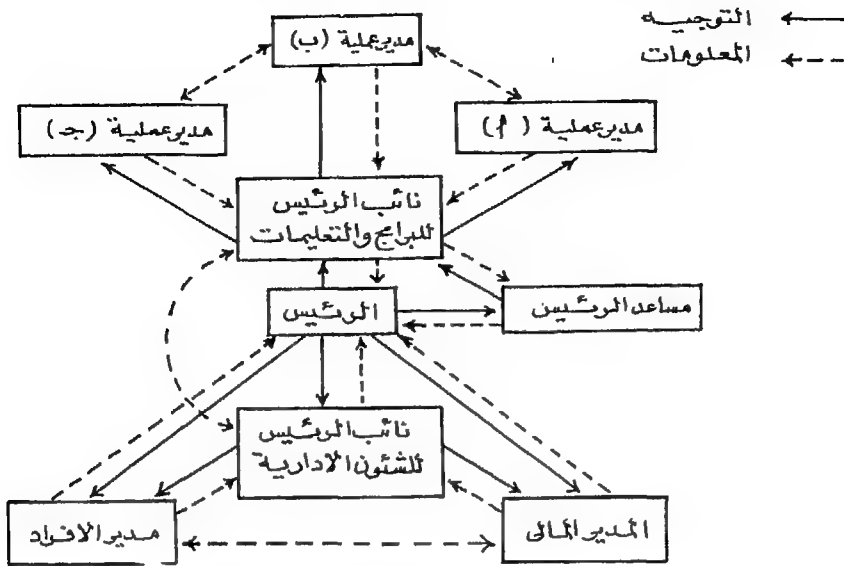 التوجيه
المعلومات
مدير عملية (ب)
مدير عملية (أ)
مدير عملية (جـ)
نائب الرئيس
للبرامج والتعليمات
الرئيس
مساعد الرئيس
نائب الرئيس
للشئون الادارية
المدير المالى
مدير الافراد